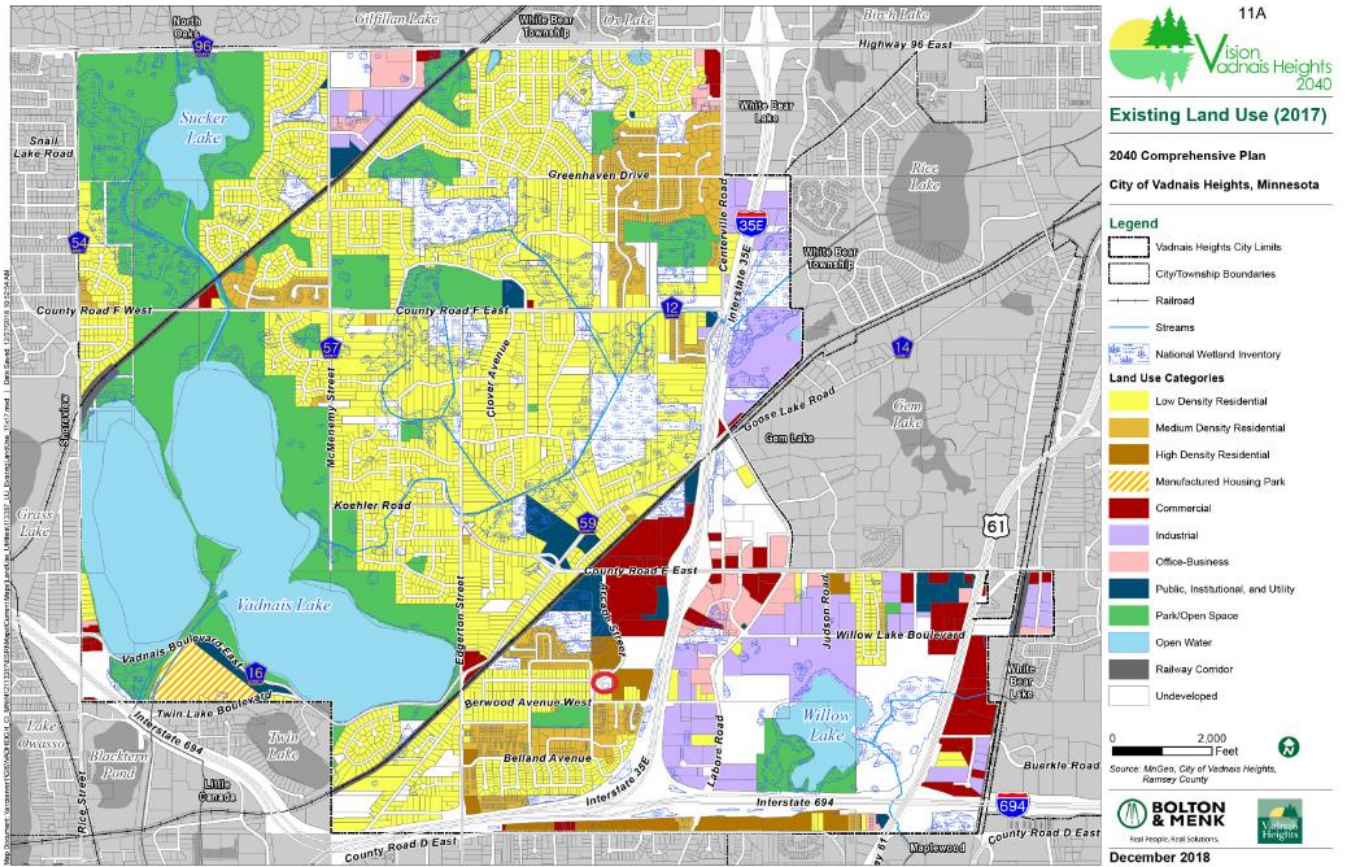 11A
Vision
Vadnais Heights
2040
Existing Land Use (2017)
2040 Comprehensive Plan
City of Vadnais Heights, Minnesota
Legend
Vadnais Heights City Limits
City/Township Boundaries
Railroad
Streams
National Wetland Inventory
Land Use Categories
Low Density Residential
Medium Density Residential
High Density Residential
Manufactured Housing Park
Commercial
Industrial
Office-Business
Public, Institutional, and Utility
Park/Open Space
Open Water
Railway Corridor
Undeveloped
0 2,000
Feet
N
Source: MnGeo, City of Vadnais Heights,
Ramsey County
BOLTON
& MENK
Real People. Real Solutions.
Vadnais
Heights
December 2018
North
Oaks
96
Gilfillan Lake
White Bear
Township
Ox Lake
Birch Lake
Highway 96 East
Sucker
Lake
White Bear
Lake
Snail
Lake Road
Greenhaven Drive
Rice
Lake
Centerville Road
35E
Interstate 35E
54
White Bear
Township
County Road F West
County Road F East
12
57
14
Clover Avenue
McMenemy Street
Goose Lake Road
Gem Lake
Gem
Lake
Shoreview
Koehler Road
Grass
Lake
59
61
County Road E East
Edgerton Street
Arcade Street
Judson Road
Vadnais Lake
Willow Lake Boulevard
Vadnais Boulevard East
16
White
Bear
Lake
Twin Lake Boulevard
Berwood Avenue West
Willow
Lake
Lake
Owasso
Interstate 694
Twin
Lake
Labore Road
Blacktern
Pond
Belland Avenue
Buerkle Road
Little
Canada
Rice Street
Interstate 35E
Interstate 694
694
County Road D East
Maplewood
County Road D East